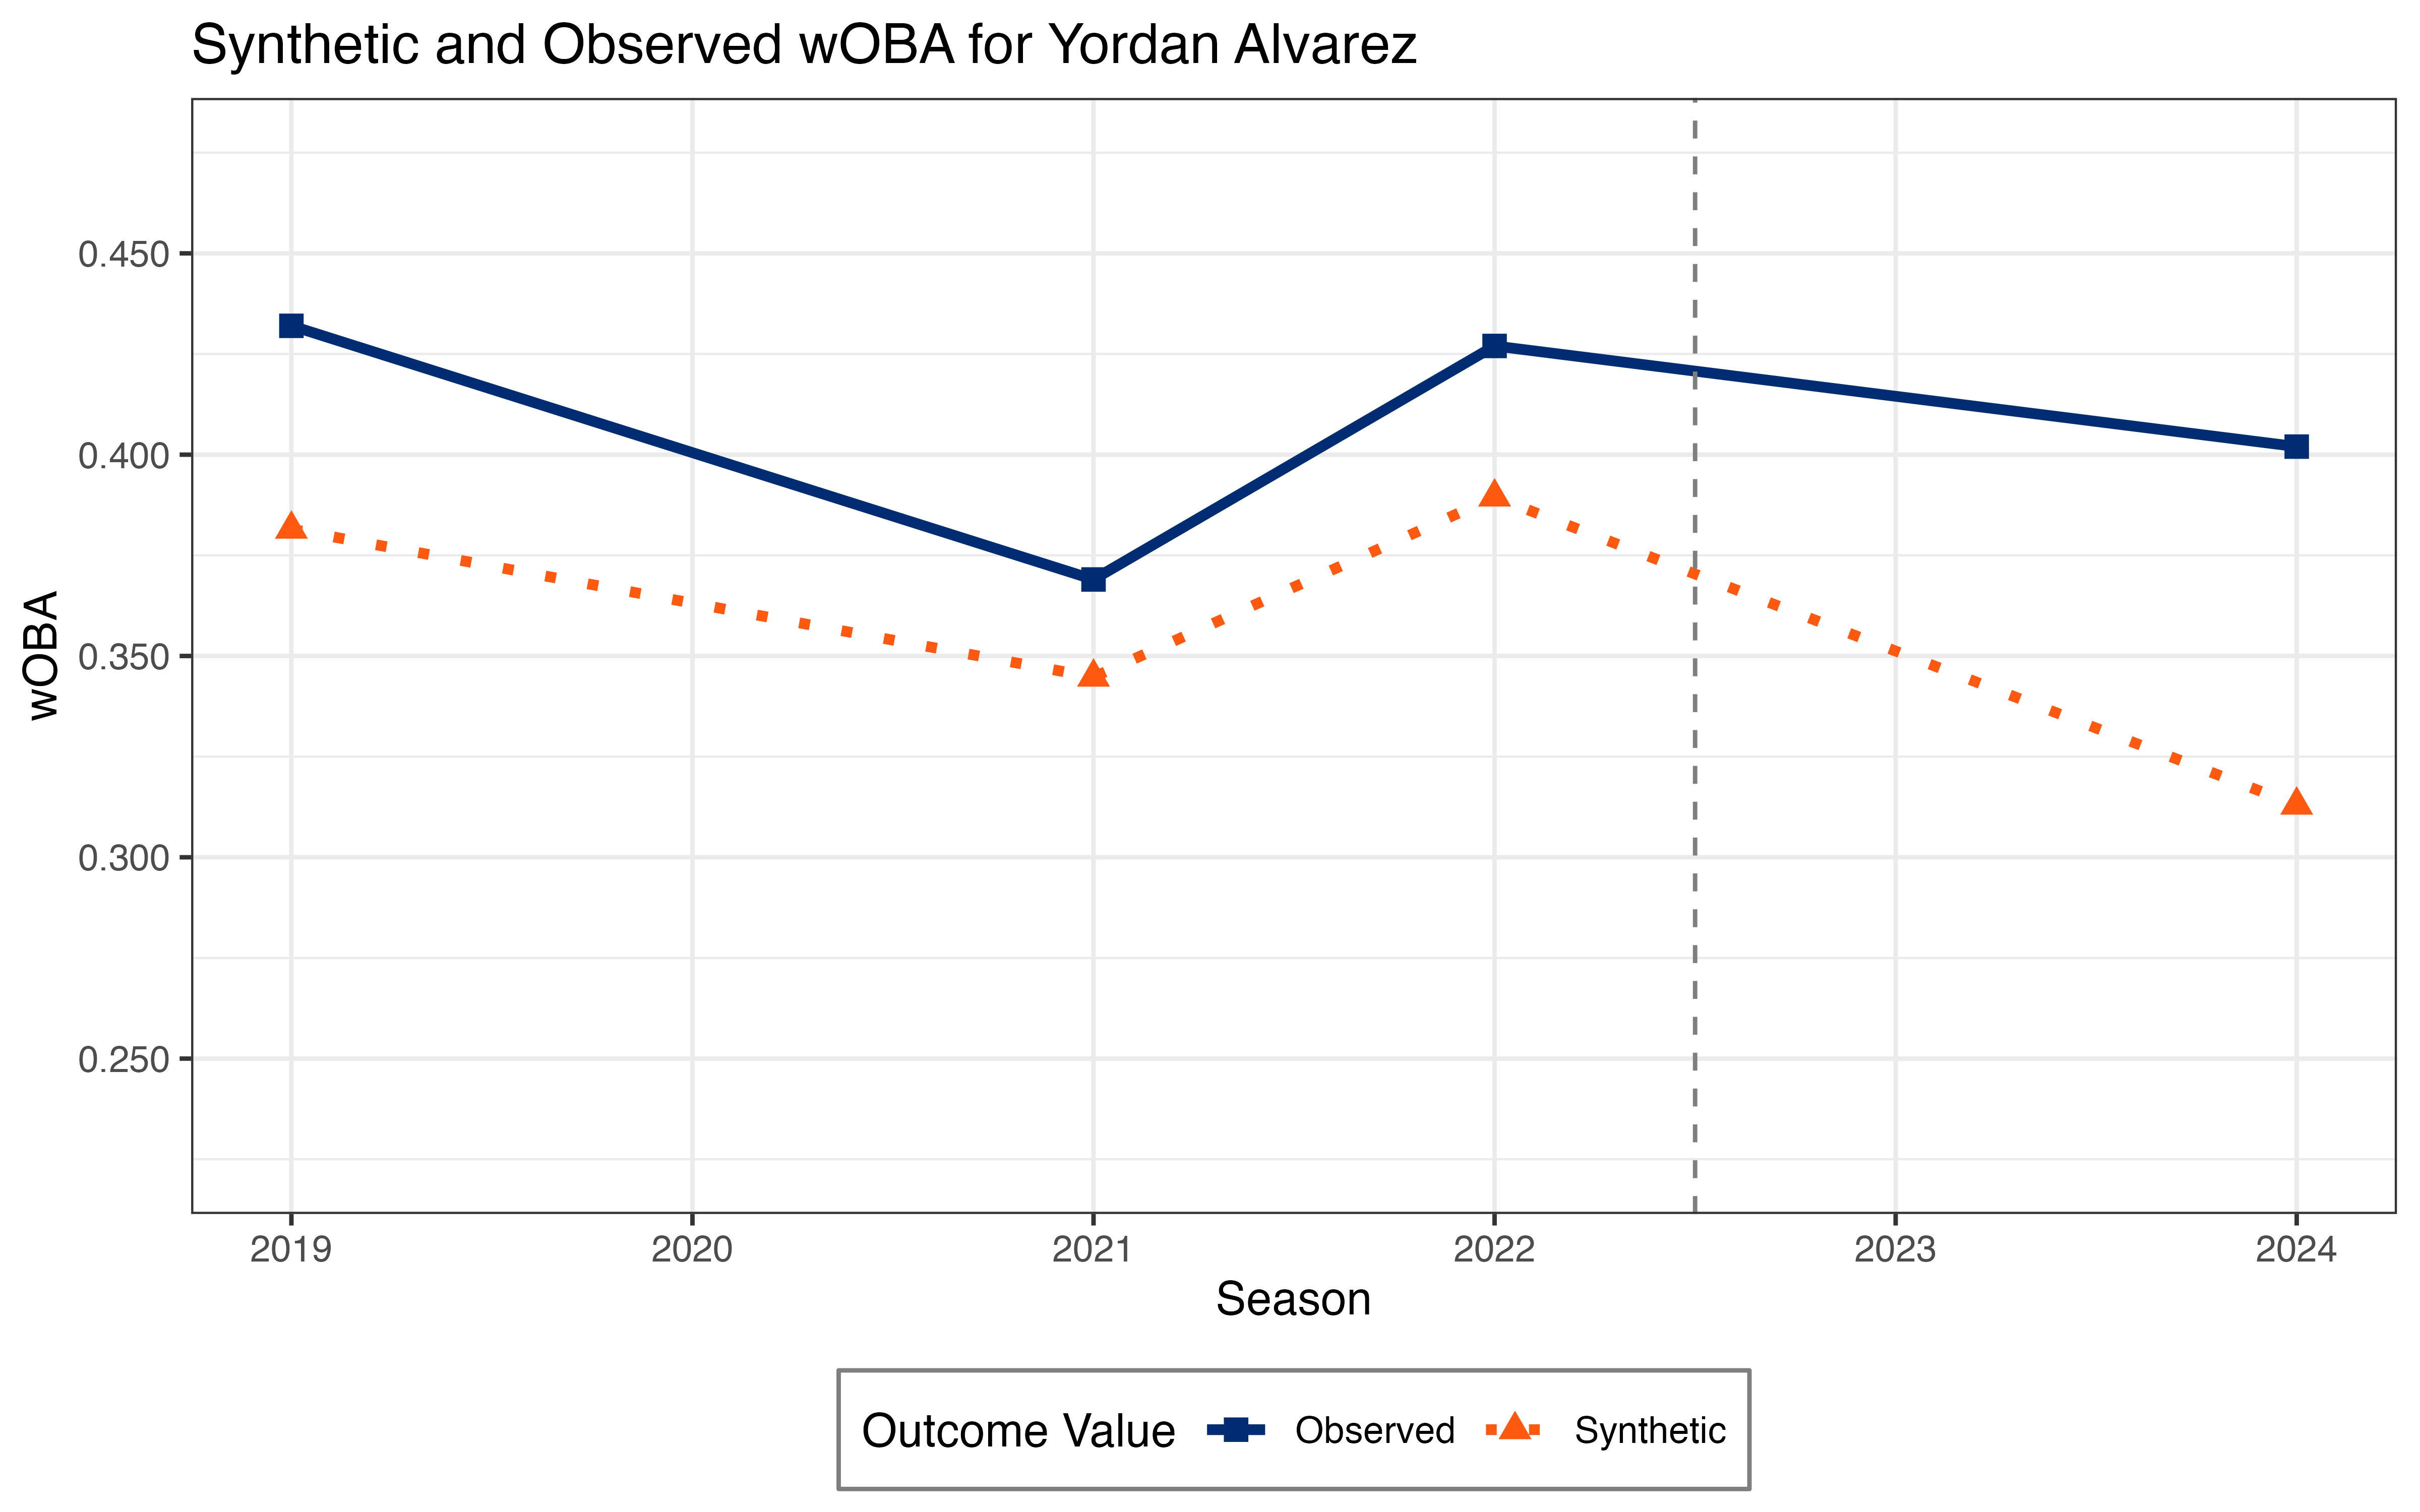 Synthetic and Observed wOBA for Yordan Alvarez
wOBA
0.450
0.400
0.350
0.300
0.250
2019 2020 2021 2022 2023 2024
Season
Outcome Value Observed Synthetic